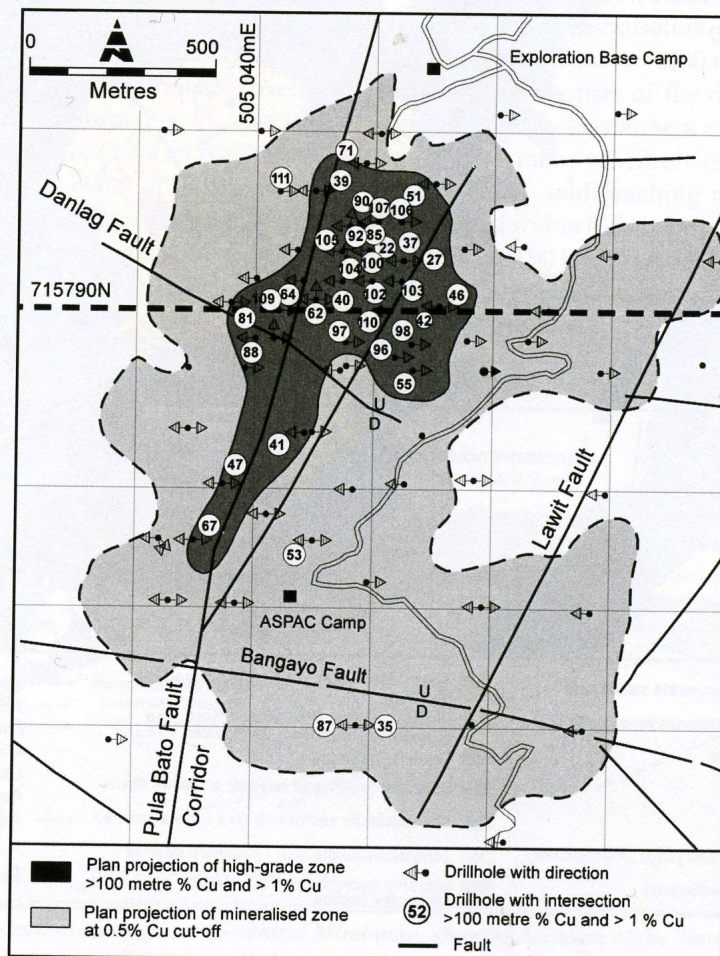 0 500
Metres
505 040mE
Exploration Base Camp
71
111
39
51
90
107
106
92
85
105
22
37
100
27
104
Danlag Fault
715790N
109
64
102
103
46
40
62
81
110
42
97
98
88
96
55
U
D
41
47
Lawit Fault
67
53
ASPAC Camp
Bangayo Fault
U
D
87
35
Pula Bato Fault
Corridor
Plan projection of high-grade zone
>100 metre % Cu and > 1% Cu
Plan projection of mineralised zone
at 0.5% Cu cut-off
Drillhole with direction
52
Drillhole with intersection
>100 metre % Cu and > 1 % Cu
Fault